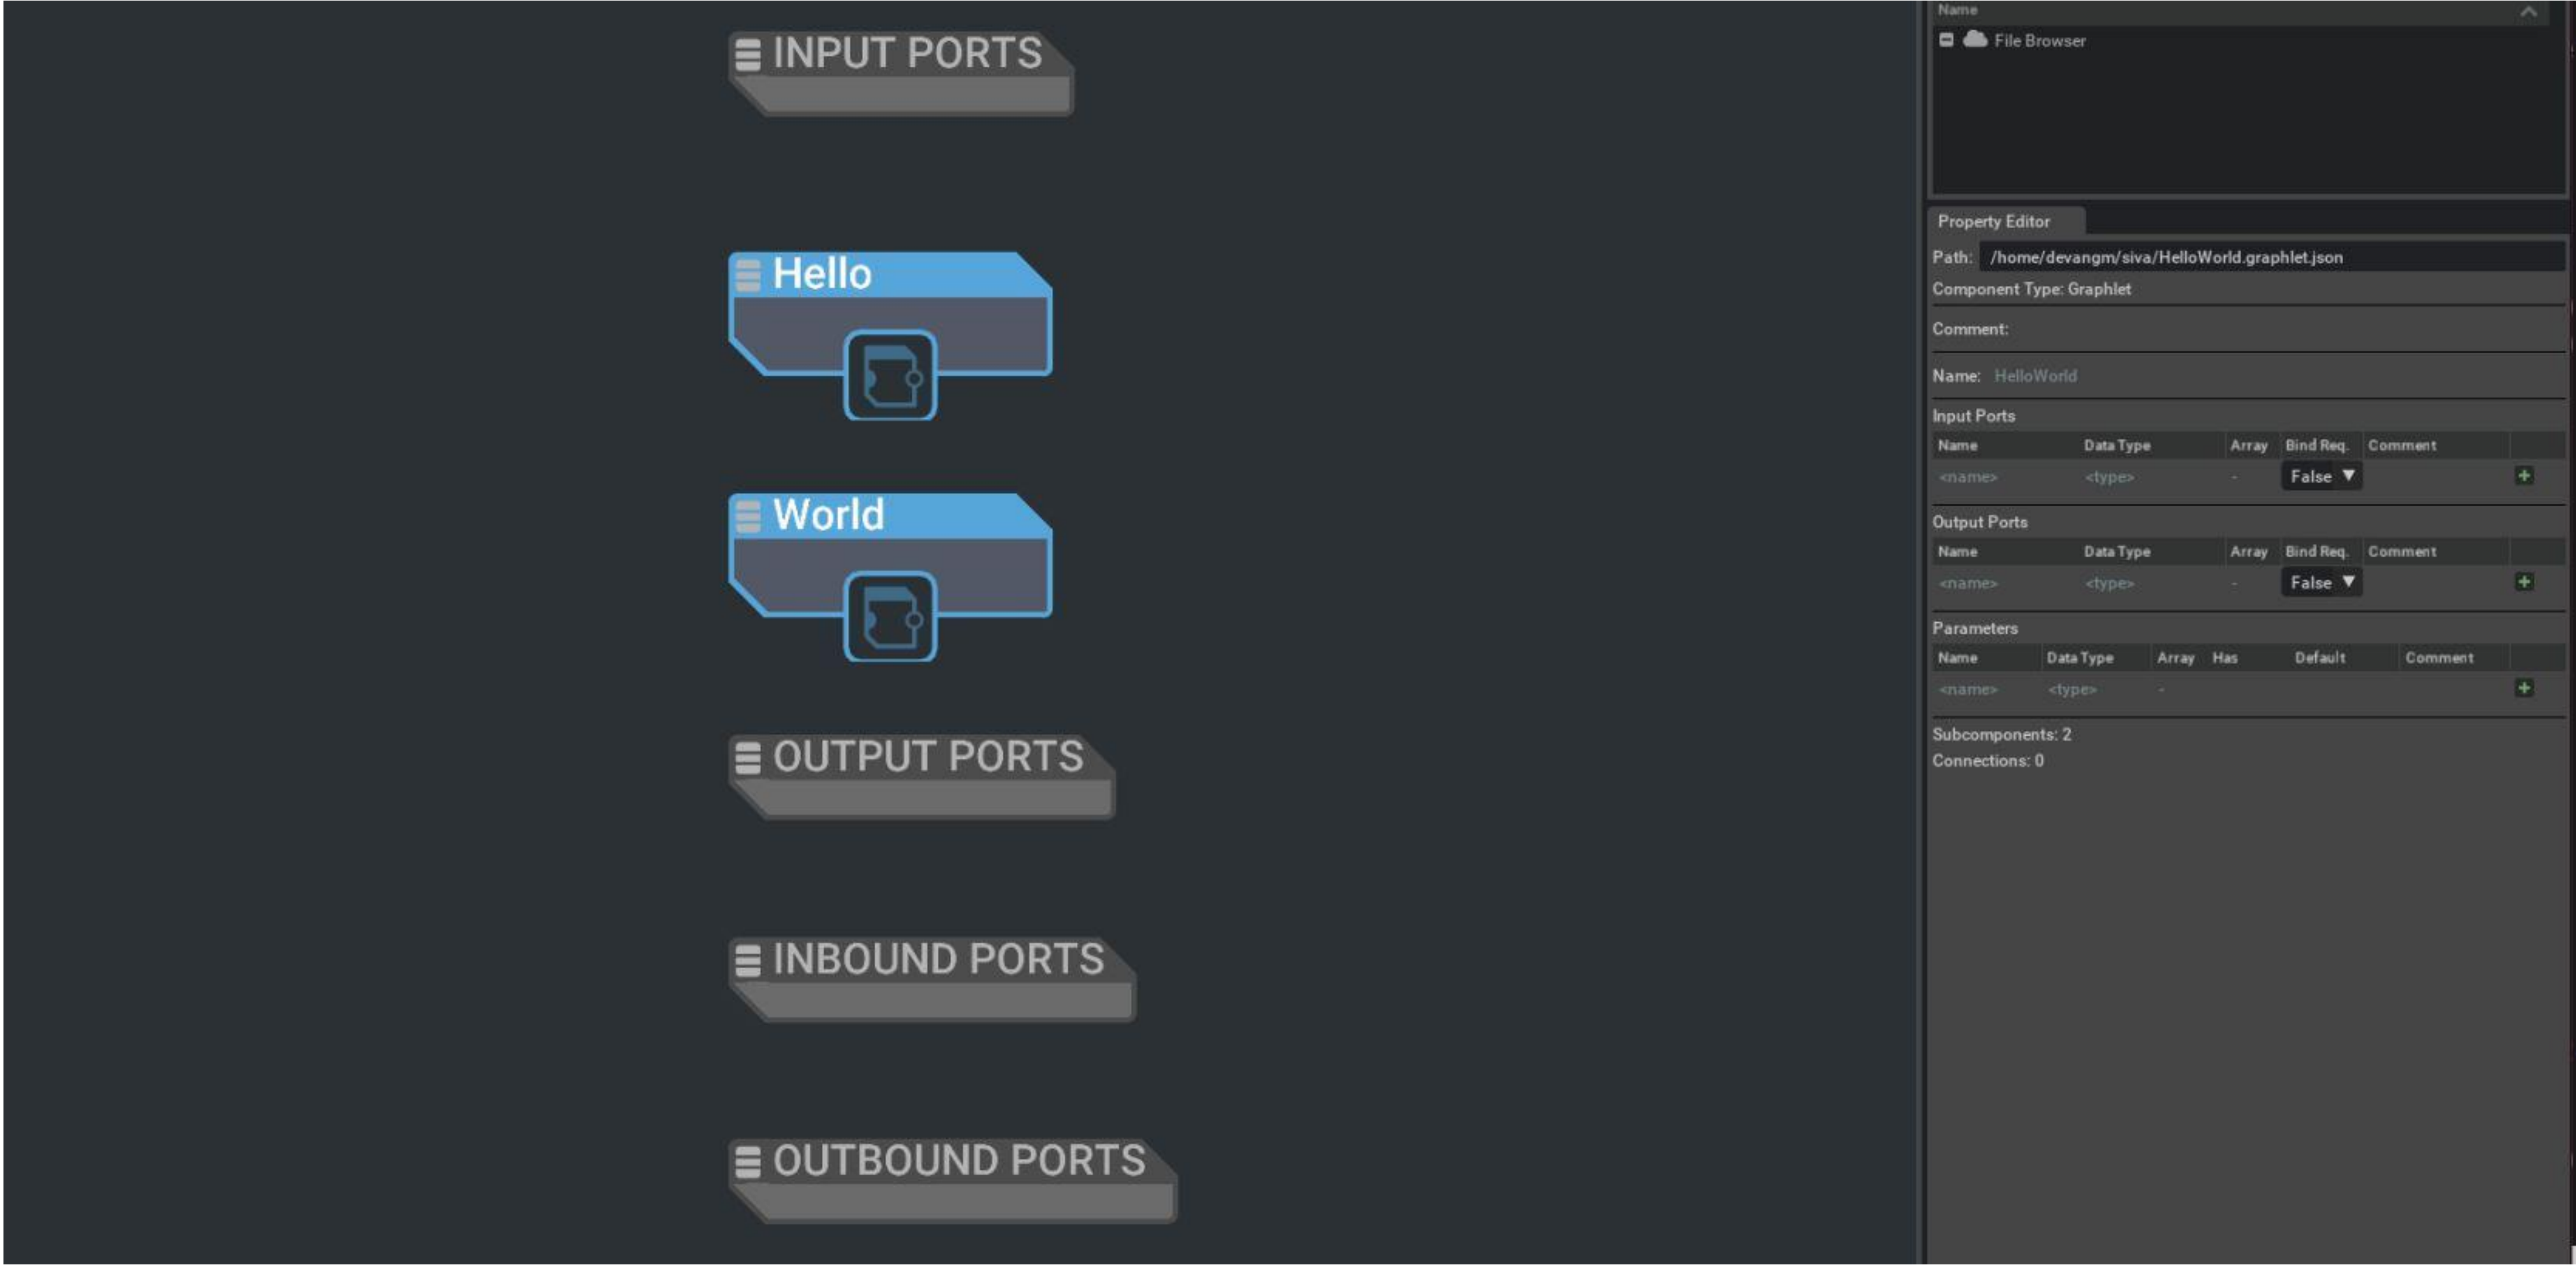 INPUT PORTS
Hello
World
OUTPUT PORTS
INBOUND PORTS
OUTBOUND PORTS
Name
File Browser
Property Editor
Path: /home/devangm/siva/HelloWorld.graphlet.json
Component Type: Graphlet
Comment:
Name: HelloWorld
Input Ports
Name Data Type Array Bind Req. Comment
<name> <type> - False
Output Ports
Name Data Type Array Bind Req. Comment
<name> <type> - False
Parameters
Name Data Type Array Has Default Comment
<name> <type> -
Subcomponents: 2
Connections: 0